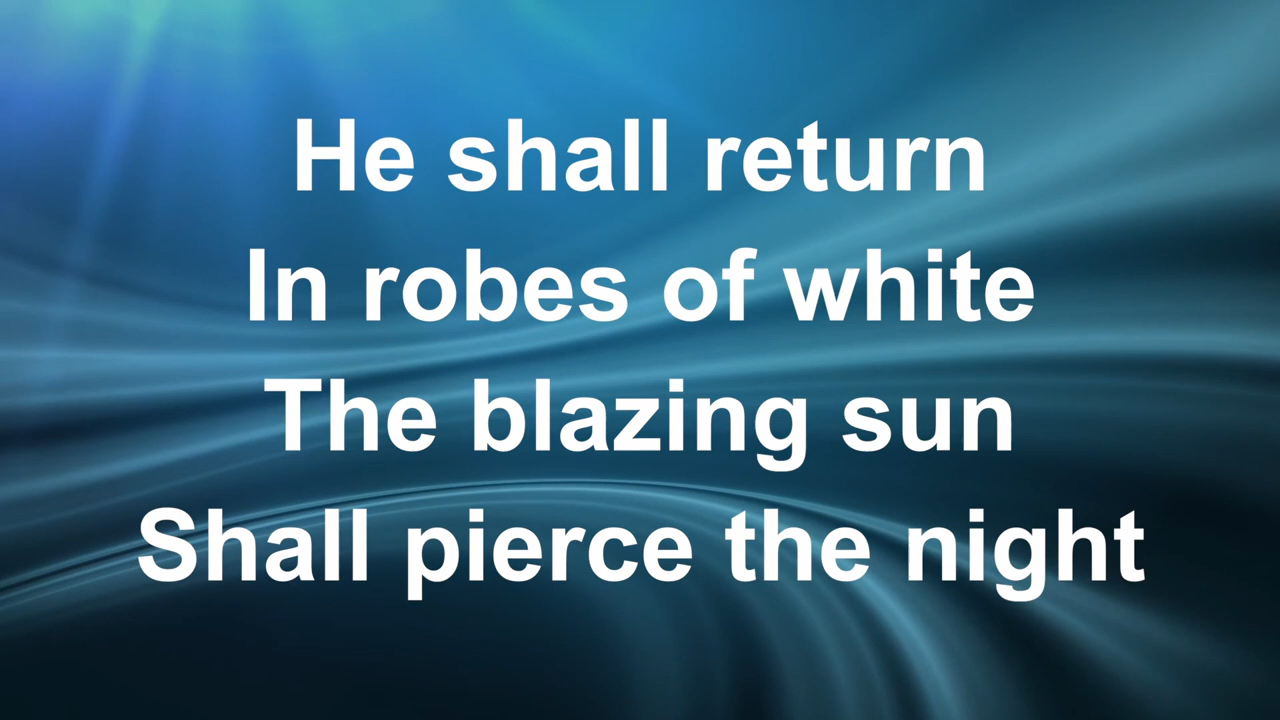 He shall return
In robes of white
The blazing sun
Shall pierce the night